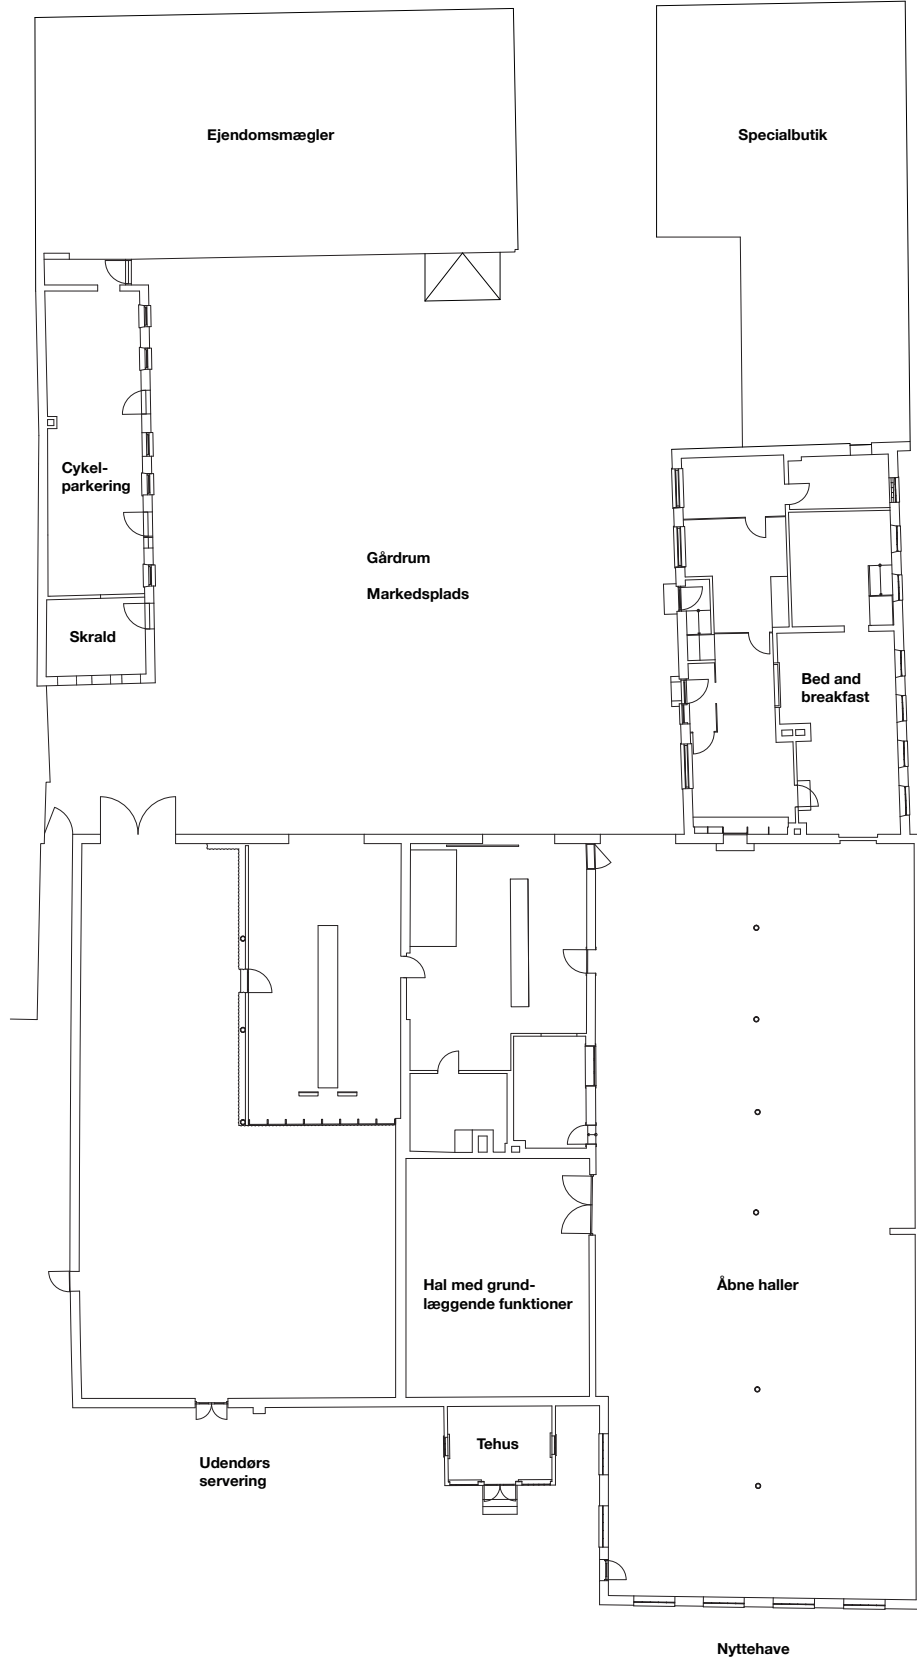 Ejendomsmægler
Specialbutik
Cykel-
parkering
Gårdrum
Markedsplads
Skrald
Bed and
breakfast
Hal med grund-
læggende funktioner
Åbne haller
Tehus
Udendørs
servering
Nyttehave